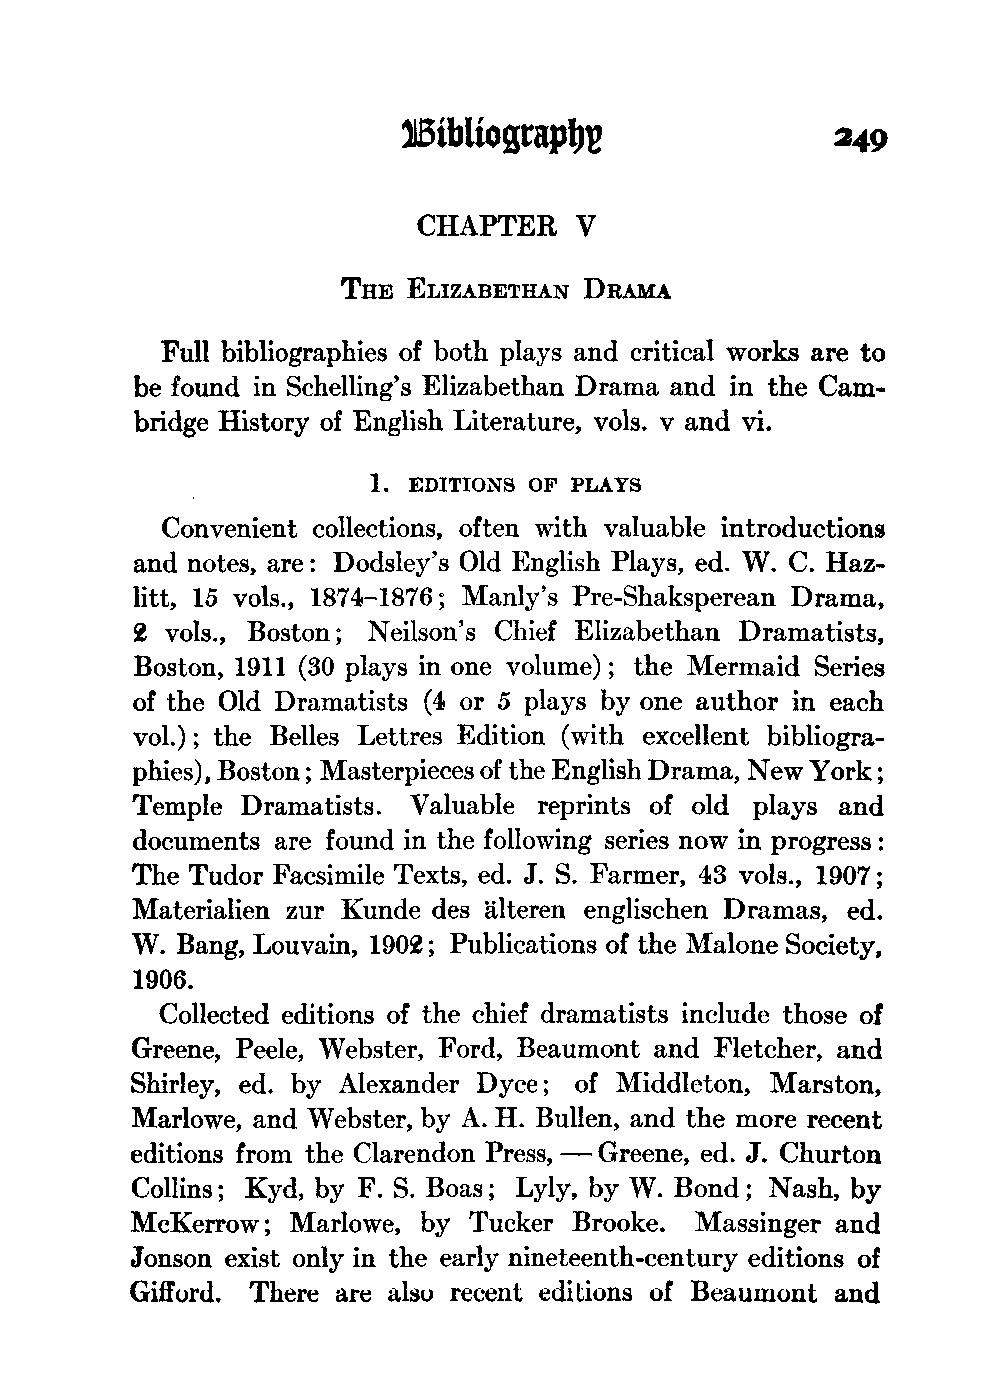 Bibliography 249
CHAPTER V
THE ELIZABETHAN DRAMA
Full bibliographies of both plays and critical works are to
be found in Schelling's Elizabethan Drama and in the Cam-
bridge History of English Literature, vols. v and vi.
1. EDITIONS OF PLAYS
Convenient collections, often with valuable introductions
and notes, are: Dodsley's Old English Plays, ed. W. C. Haz-
litt, 15 vols., 1874–1876; Manly's Pre-Shaksperean Drama,
2 vols., Boston; Neilson's Chief Elizabethan Dramatists,
Boston, 1911 (30 plays in one volume); the Mermaid Series
of the Old Dramatists (4 or 5 plays by one author in each
vol.); the Belles Lettres Edition (with excellent bibliogra-
phies), Boston; Masterpieces of the English Drama, New York;
Temple Dramatists. Valuable reprints of old plays and
documents are found in the following series now in progress:
The Tudor Facsimile Texts, ed. J. S. Farmer, 43 vols., 1907;
Materialien zur Kunde des älteren englischen Dramas, ed.
W. Bang, Louvain, 1902; Publications of the Malone Society,
1906.
Collected editions of the chief dramatists include those of
Greene, Peele, Webster, Ford, Beaumont and Fletcher, and
Shirley, ed. by Alexander Dyce; of Middleton, Marston,
Marlowe, and Webster, by A. H. Bullen, and the more recent
editions from the Clarendon Press, — Greene, ed. J. Churton
Collins; Kyd, by F. S. Boas; Lyly, by W. Bond; Nash, by
McKerrow; Marlowe, by Tucker Brooke. Massinger and
Jonson exist only in the early nineteenth-century editions of
Gifford. There are also recent editions of Beaumont and